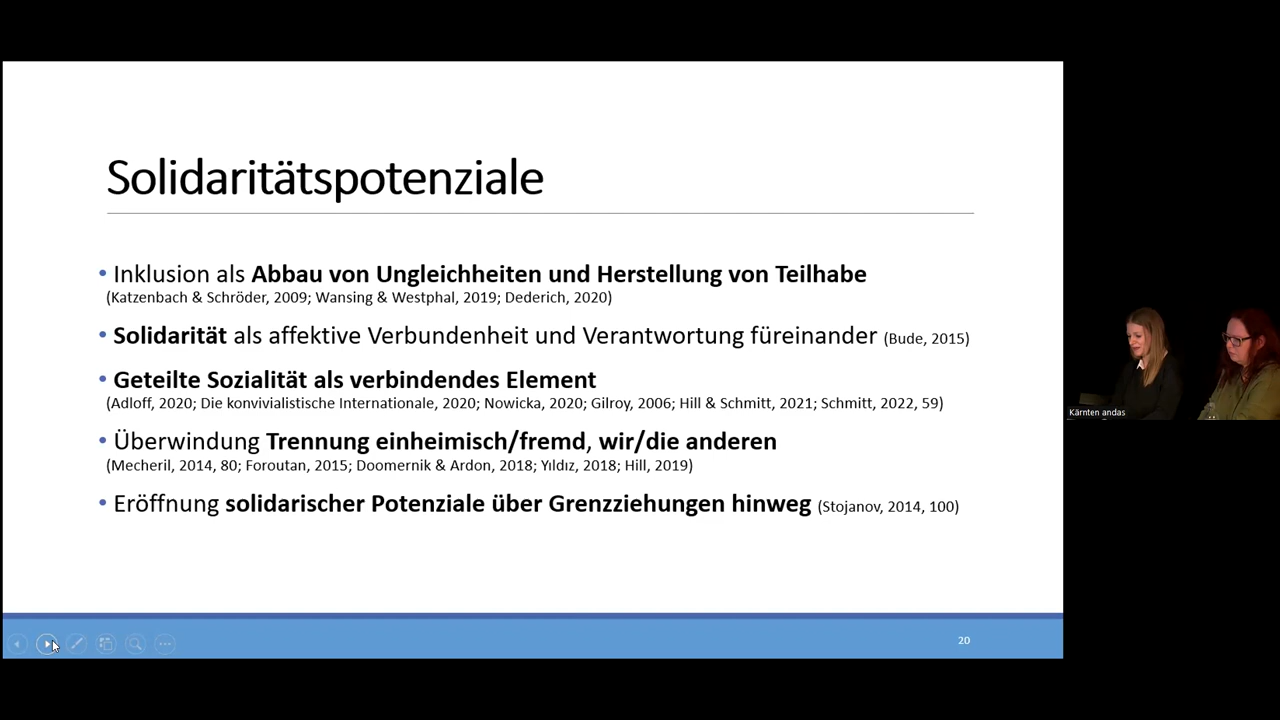 Solidaritätspotenziale
• Inklusion als Abbau von Ungleichheiten und Herstellung von Teilhabe
(Katzenbach & Schröder, 2009; Wansing & Westphal, 2019; Dederich, 2020)
• Solidarität als affektive Verbundenheit und Verantwortung füreinander (Bude, 2015)
• Geteilte Sozialität als verbindendes Element
(Adloff, 2020; Die konvivialistische Internationale, 2020; Nowicka, 2020; Gilroy, 2006; Hill & Schmitt, 2021; Schmitt, 2022, 59)
• Überwindung Trennung einheimisch/fremd, wir/die anderen
(Mecheril, 2014, 80; Foroutan, 2015; Doomernik & Ardon, 2018; Yıldız, 2018; Hill, 2019)
• Eröffnung solidarischer Potenziale über Grenzziehungen hinweg (Stojanov, 2014, 100)
20
Kärnten andas